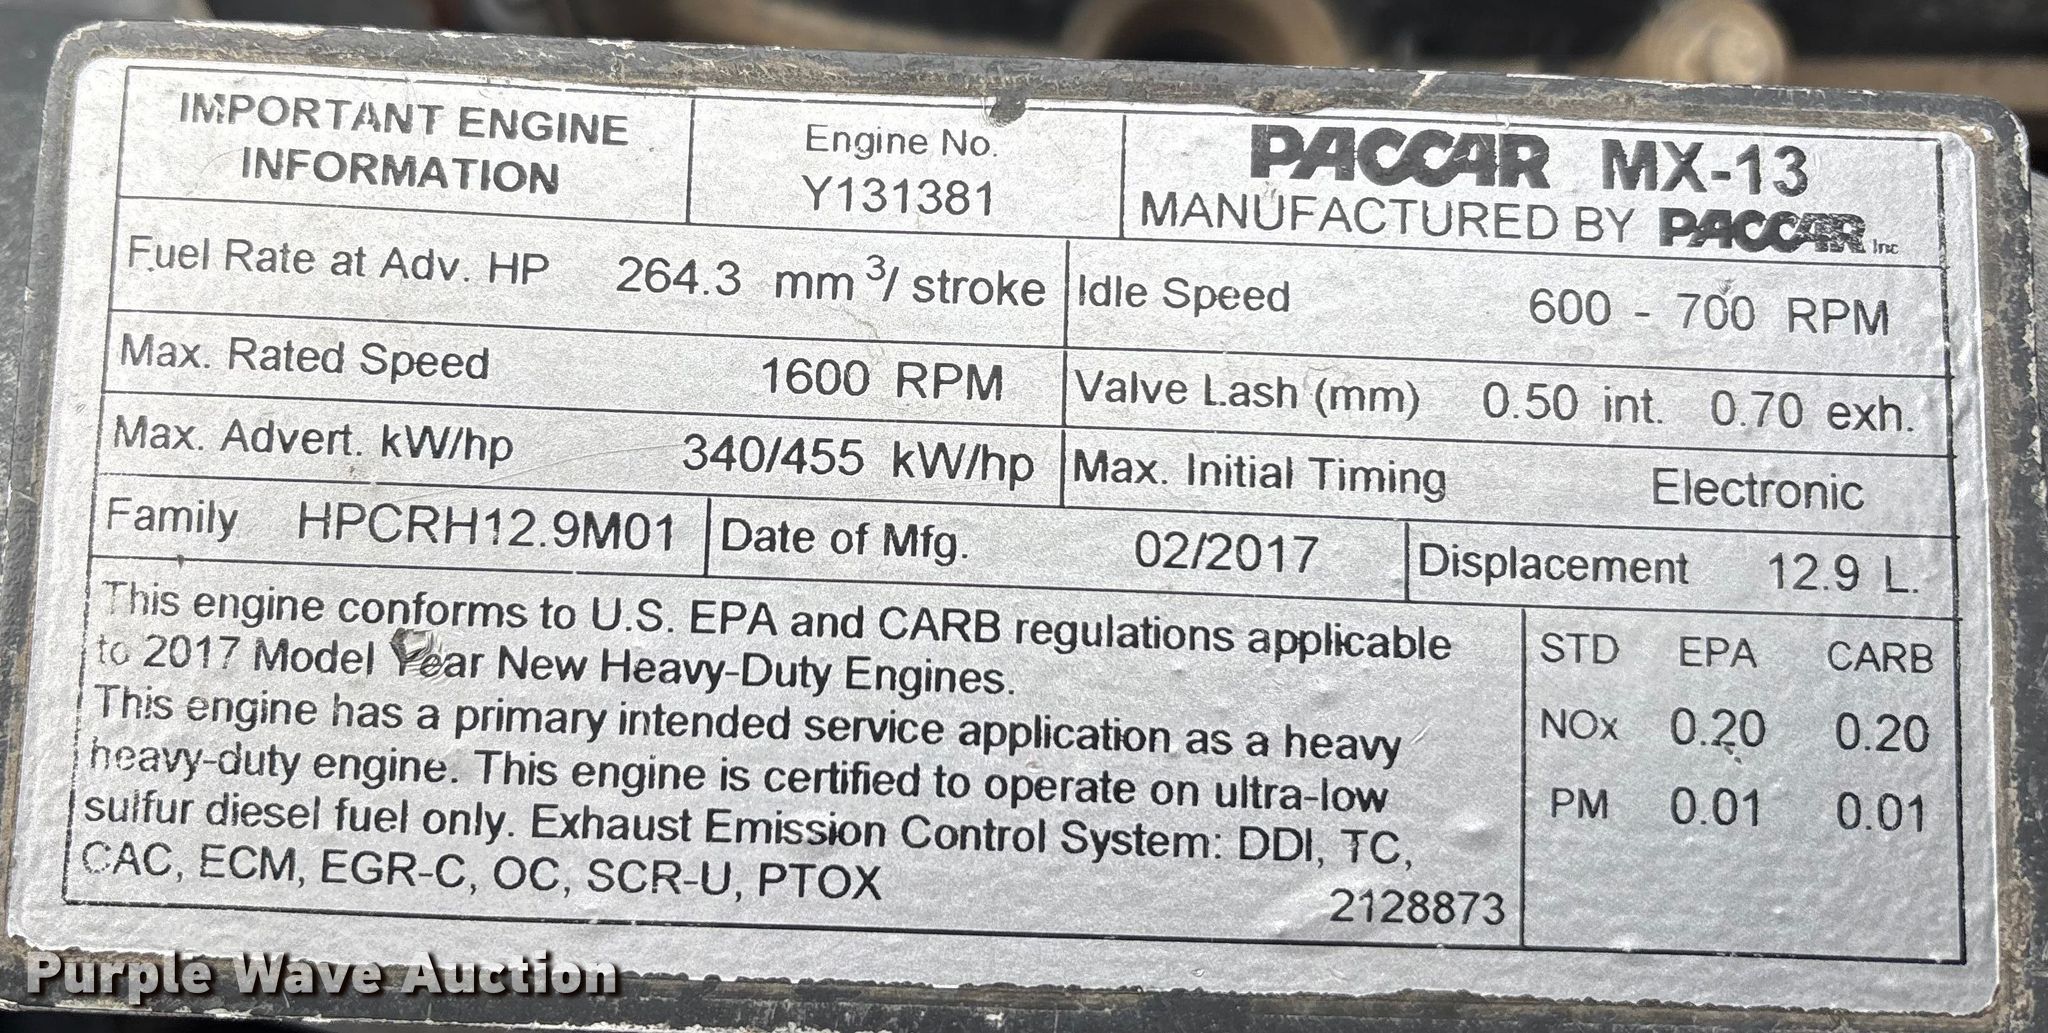 IMPORTANT ENGINE
INFORMATION
Engine No.
Y131381
PACCAR MX-13
MANUFACTURED BY PACCAR Inc
Fuel Rate at Adv. HP 264.3 mm³/ stroke
Idle Speed 600 - 700 RPM
Max. Rated Speed 1600 RPM
Valve Lash (mm) 0.50 int. 0.70 exh.
Max. Advert. kW/hp 340/455 kW/hp
Max. Initial Timing Electronic
Family HPCRH12.9M01
Date of Mfg. 02/2017
Displacement 12.9 L.
This engine conforms to U.S. EPA and CARB regulations applicable
to 2017 Model Year New Heavy-Duty Engines.
This engine has a primary intended service application as a heavy
heavy-duty engine. This engine is certified to operate on ultra-low
sulfur diesel fuel only. Exhaust Emission Control System: DDI, TC,
CAC, ECM, EGR-C, OC, SCR-U, PTOX
2128873
STD EPA CARB
NOx 0.20 0.20
PM 0.01 0.01
Purple Wave Auction